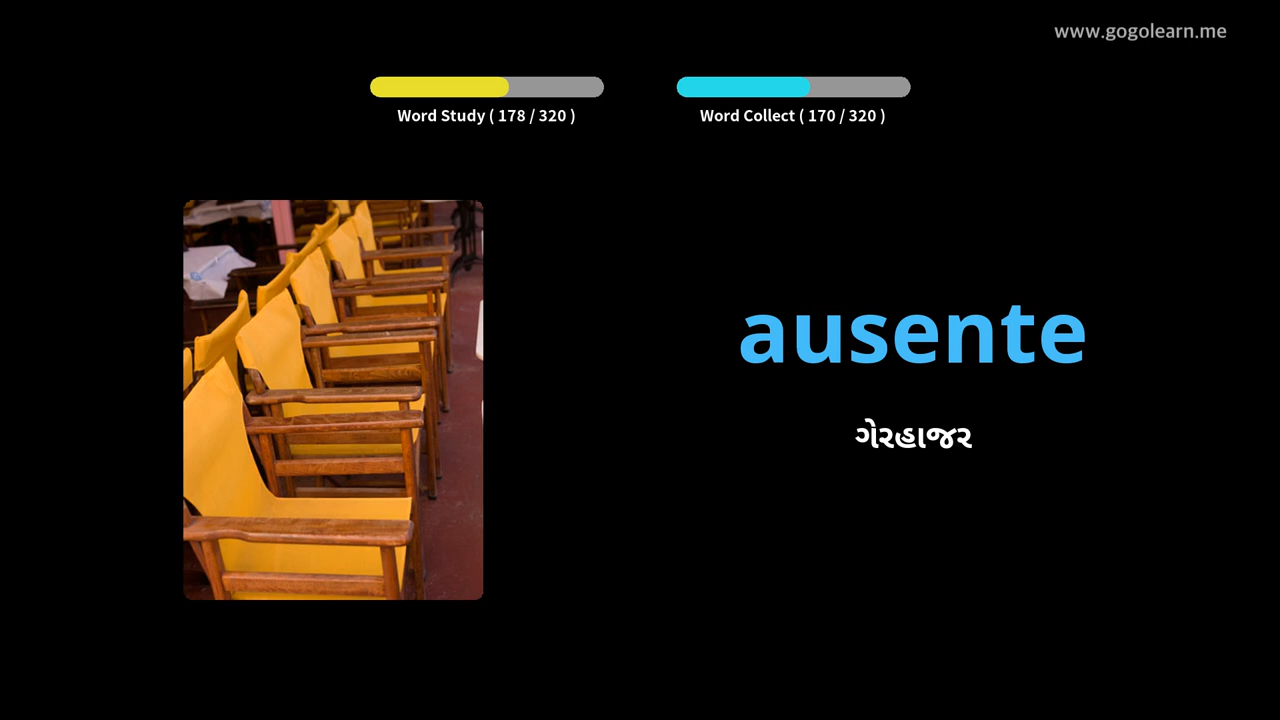 www.gogolearn.me
Word Study ( 178 / 320 )
Word Collect ( 170 / 320 )
ausente
ગેરહાજર